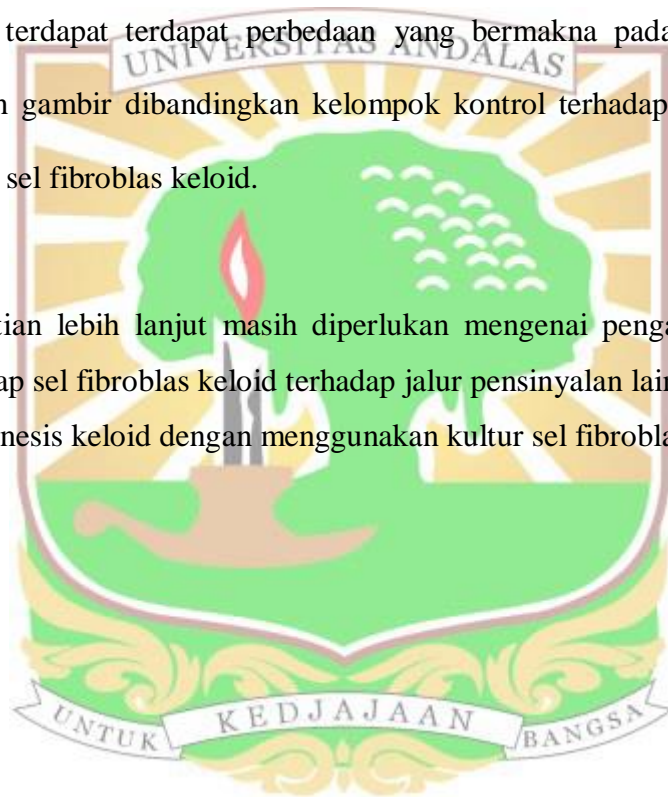 terdapat terdapat perbedaan yang bermakna pada
UNIVERSITAS ANDALAS
gambir dibandingkan kelompok kontrol terhadap
sel fibroblas keloid.
tian lebih lanjut masih diperlukan mengenai penga
ap sel fibroblas keloid terhadap jalur pensinyalan lain
nesis keloid dengan menggunakan kultur sel fibrobla
UNTUK KEDJAJAAN BANGSA